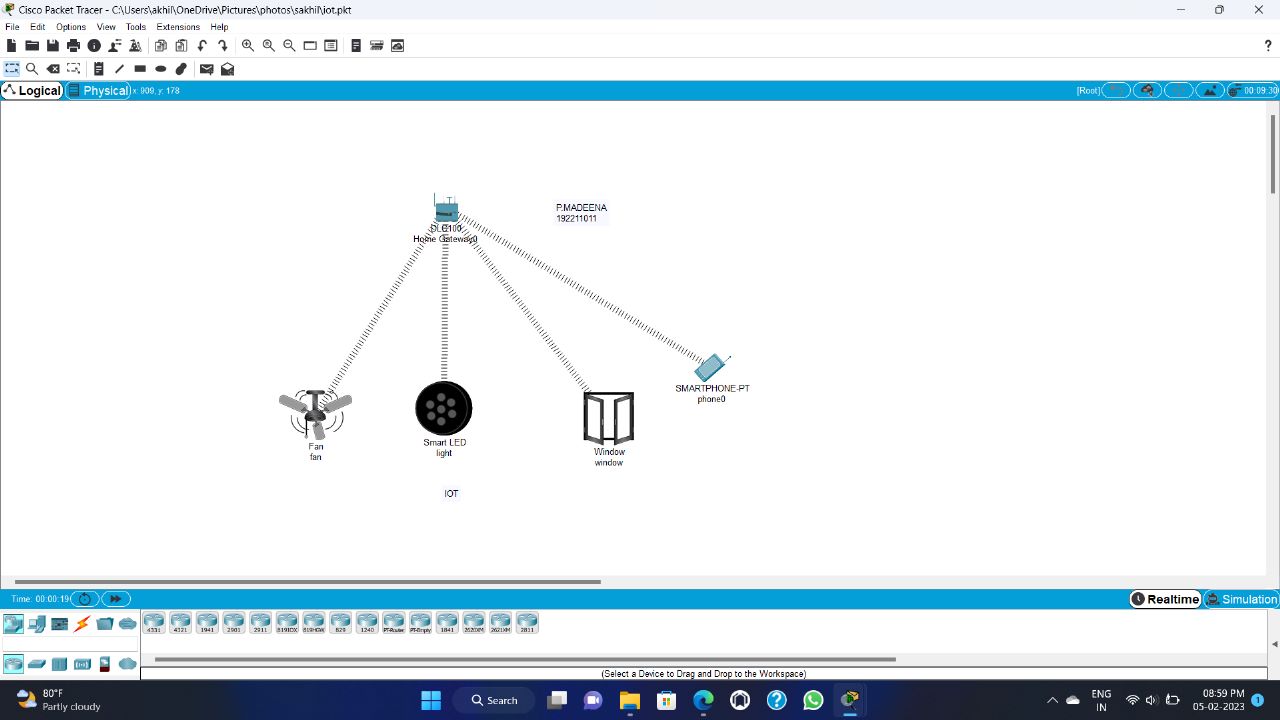 Cisco Packet Tracer - C:\Users\akhil\OneDrive\Pictures\photos\sakhil\iot.pkt
File Edit Options View Tools Extensions Help
?
Logical Physical x: 909, y: 178 [Root] 00:09:30
P.MADEENA
192211011
DLC100
Home Gateway0
SMARTPHONE-PT
phone0
Fan
fan
Smart LED
light
Window
window
IOT
Time: 00:00:19 Realtime Simulation
4331 4321 1941 2901 2911 819IOX 819HGW 829 1240 PT-Router PT-Empty 1841 2620XM 2621XM 2811
(Select a Device to Drag and Drop to the Workspace)
80°F
Partly cloudy
Search
ENG
IN
08:59 PM
05-02-2023
1